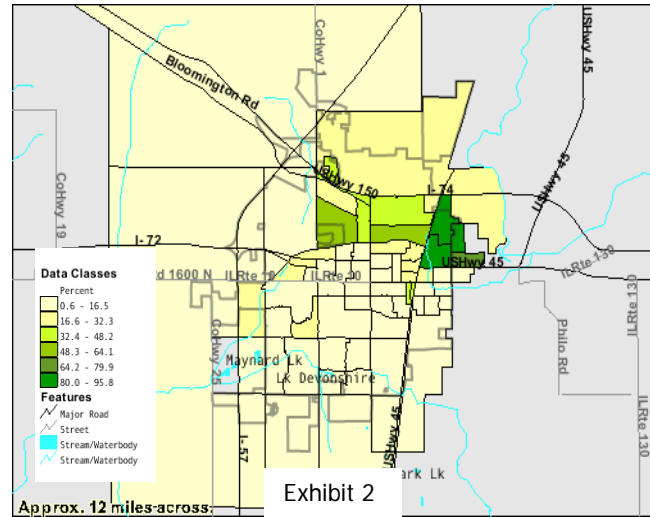 CoHwy 1
USHwy 45
Bloomington Rd
USHwy 150
I- 74
USHwy 45
CoHwy 19
I- 72
USHwy 45
ILRte 130
Data Classes
Percent
0.6 - 16.5
16.6 - 32.3
32.4 - 48.2
48.3 - 64.1
64.2 - 79.9
80.0 - 95.8
Features
Major Road
Street
Stream/Waterbody
Stream/Waterbody
d 1600 N
ILRte 10
ILRte 130
Philo Rd
CoHwy 25
Maynard Lk
Lk Devonshire
I- 57
USHwy 45
ILRte 130
ark Lk
Exhibit 2
Approx. 12 miles across.